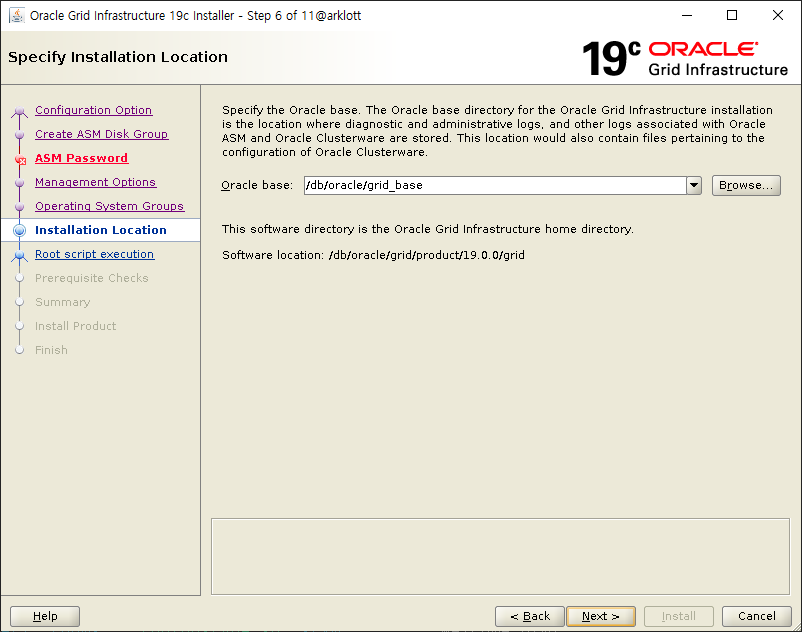 Oracle Grid Infrastructure 19c Installer - Step 6 of 11@arklott
Specify Installation Location
19c ORACLE
Grid Infrastructure
Configuration Option
Create ASM Disk Group
ASM Password
Management Options
Operating System Groups
Installation Location
Root script execution
Prerequisite Checks
Summary
Install Product
Finish
Specify the Oracle base. The Oracle base directory for the Oracle Grid Infrastructure installation
is the location where diagnostic and administrative logs, and other logs associated with Oracle
ASM and Oracle Clusterware are stored. This location would also contain files pertaining to the
configuration of Oracle Clusterware.
Oracle base: /db/oracle/grid_base Browse...
This software directory is the Oracle Grid Infrastructure home directory.
Software location: /db/oracle/grid/product/19.0.0/grid
Help < Back Next > Install Cancel